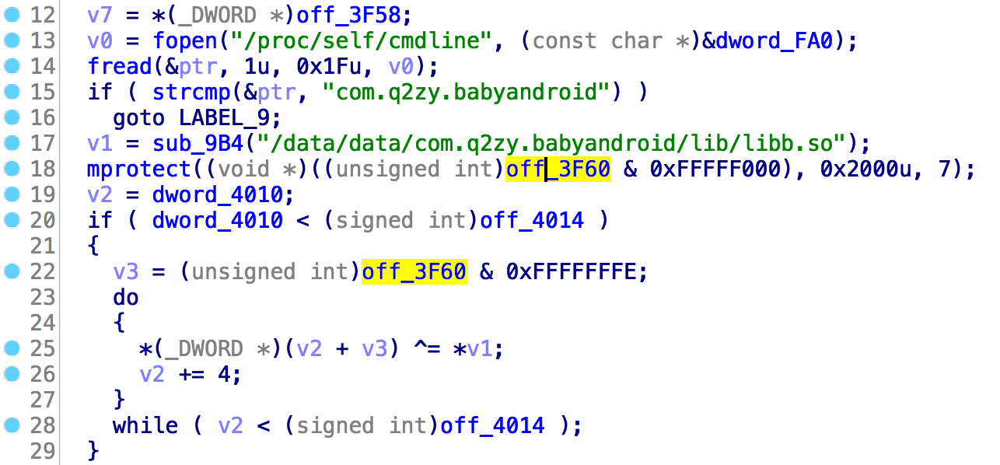 12 v7 = *(_DWORD *)off_3F58;
13 v0 = fopen("/proc/self/cmdline", (const char *)&dword_FA0);
14 fread(&ptr, 1u, 0x1Fu, v0);
15 if ( strcmp(&ptr, "com.q2zy.babyandroid") )
16 goto LABEL_9;
17 v1 = sub_9B4("/data/data/com.q2zy.babyandroid/lib/libb.so");
18 mprotect((void *)((unsigned int)off_3F60 & 0xFFFFF000), 0x2000u, 7);
19 v2 = dword_4010;
20 if ( dword_4010 < (signed int)off_4014 )
21 {
22 v3 = (unsigned int)off_3F60 & 0xFFFFFFFE;
23 do
24 {
25 *(_DWORD *)(v2 + v3) ^= *v1;
26 v2 += 4;
27 }
28 while ( v2 < (signed int)off_4014 );
29 }